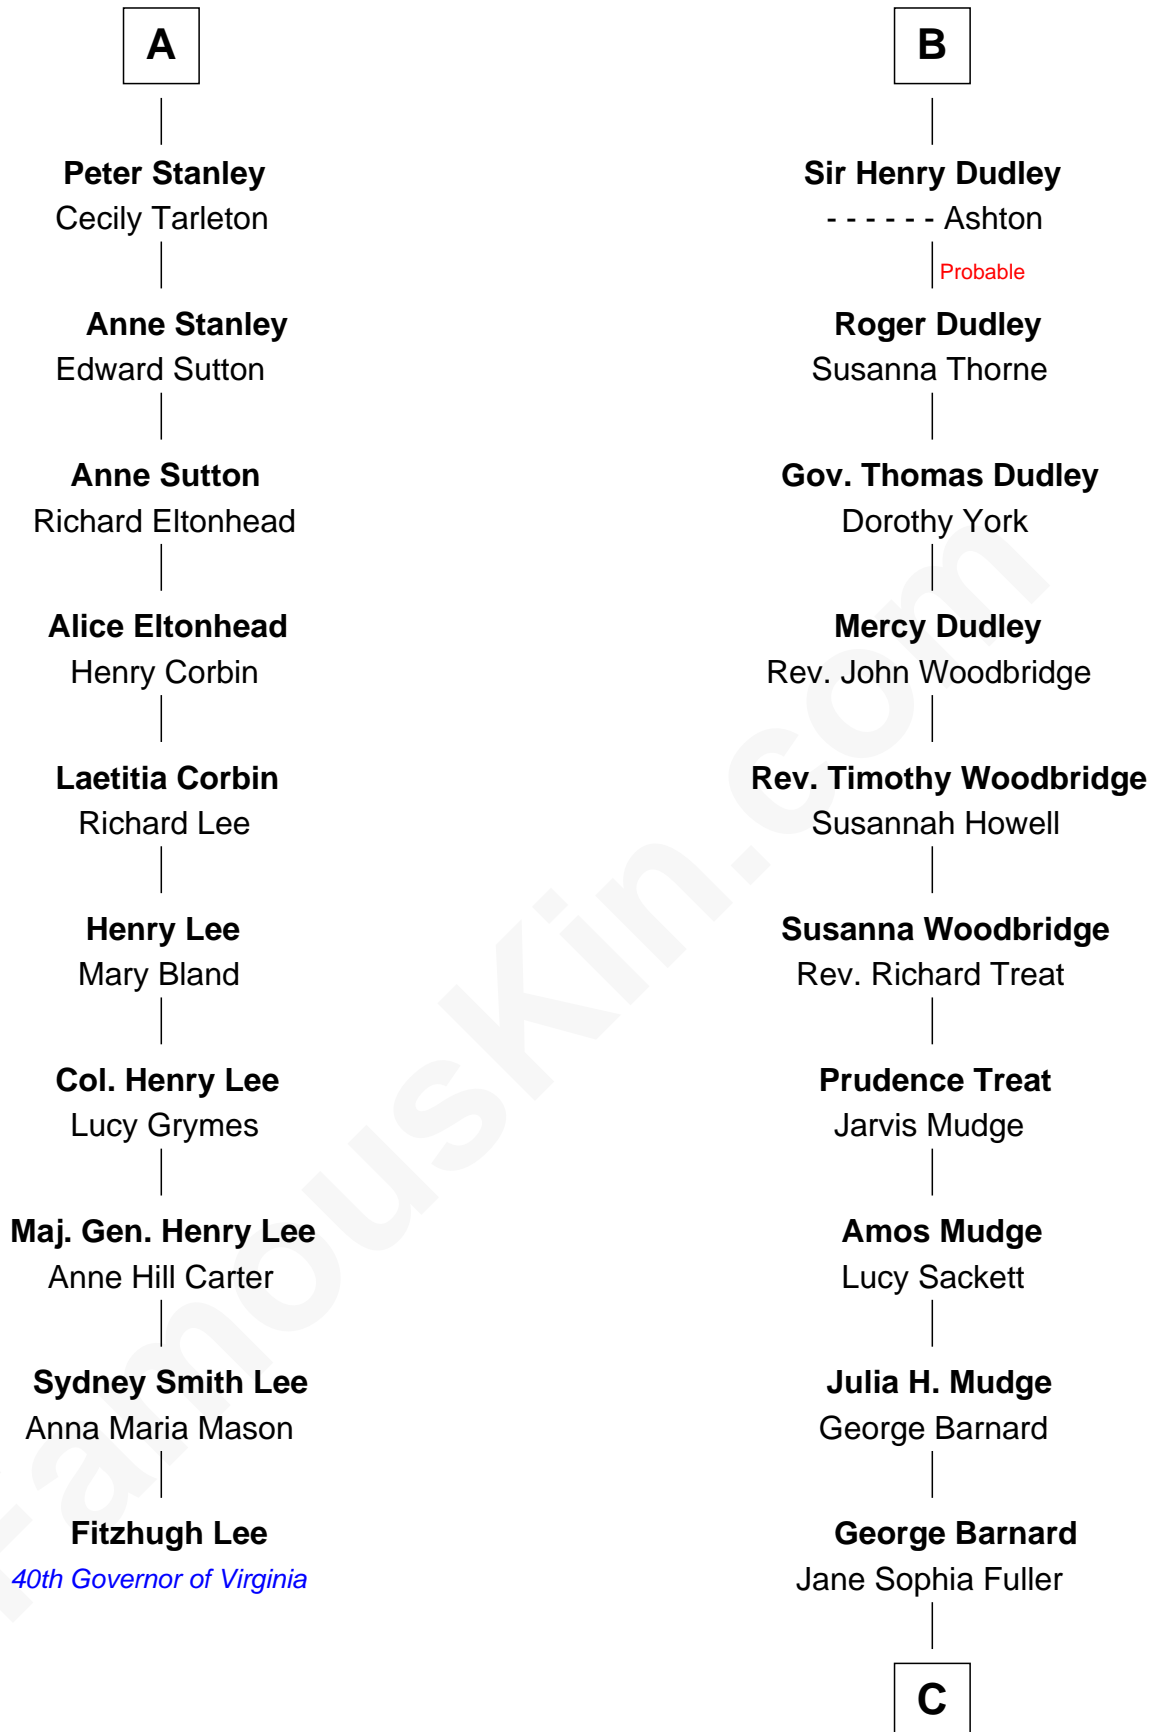 A
Peter Stanley
Cecily Tarleton
Anne Stanley
Edward Sutton
Anne Sutton
Richard Eltonhead
Alice Eltonhead
Henry Corbin
Laetitia Corbin
Richard Lee
Henry Lee
Mary Bland
Col. Henry Lee
Lucy Grymes
Maj. Gen. Henry Lee
Anne Hill Carter
Sydney Smith Lee
Anna Maria Mason
Fitzhugh Lee
40th Governor of Virginia
B
Sir Henry Dudley
- - - - - - Ashton
Probable
Roger Dudley
Susanna Thorne
Gov. Thomas Dudley
Dorothy York
Mercy Dudley
Rev. John Woodbridge
Rev. Timothy Woodbridge
Susannah Howell
Susanna Woodbridge
Rev. Richard Treat
Prudence Treat
Jarvis Mudge
Amos Mudge
Lucy Sackett
Julia H. Mudge
George Barnard
George Barnard
Jane Sophia Fuller
C
FamousKin.com